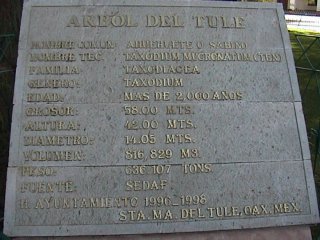 ARBOL DEL TULE
NOMBRE COMUN: AHUEHUETE O SABINO
NOMBRE TEC.: TAXODIUM MUCRONATUM (TEN)
FAMILIA: TAXODIACEA
GENERO: TAXODIUM
EDAD: MAS DE 2,000 AÑOS
GROSOR: 58.00 MTS.
ALTURA: 42.00 MTS.
DIAMETRO: 14.05 MTS.
VOLUMEN: 816,829 M3
PESO: 636,107 TONS
FUENTE: SEDAF
H. AYUNTAMIENTO 1996_1998
STA. MA. DEL TULE, OAX. MEX.